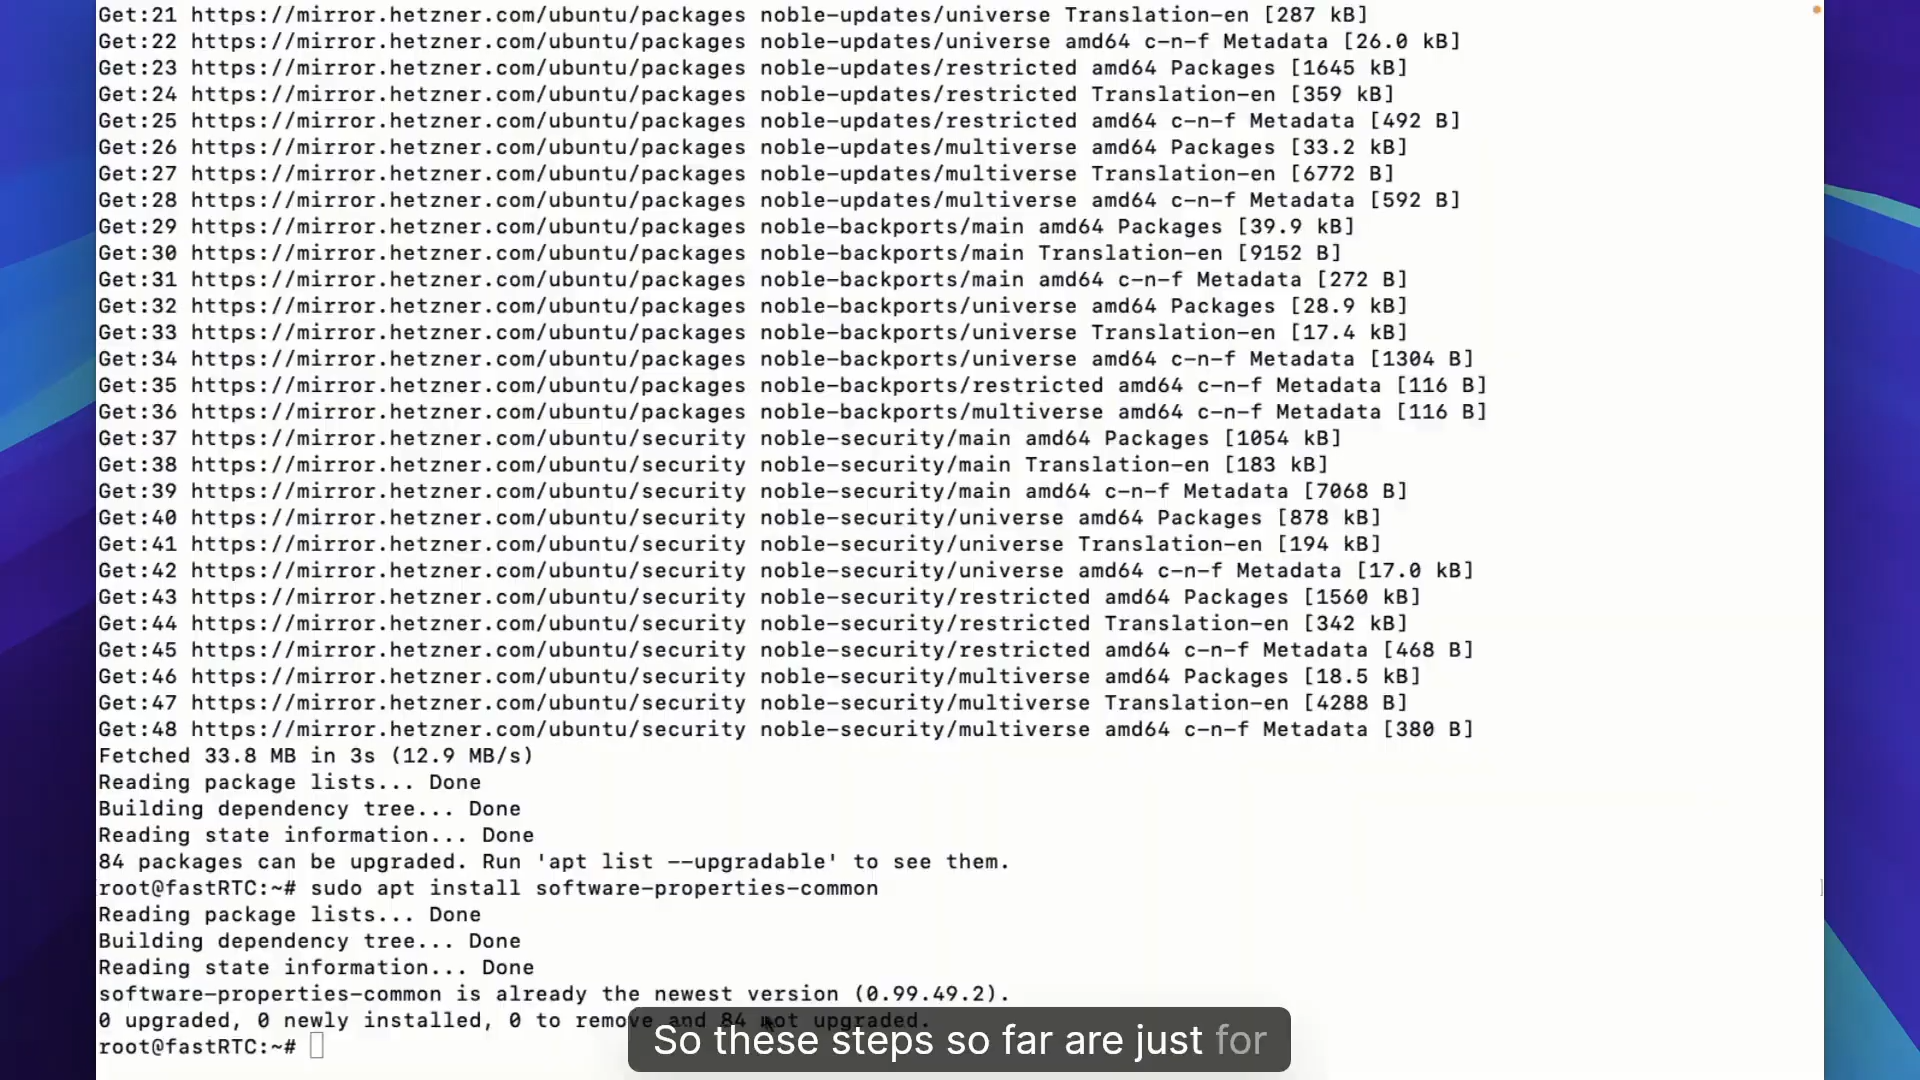 Get:21 https://mirror.hetzner.com/ubuntu/packages noble-updates/universe Translation-en [287 kB]
Get:22 https://mirror.hetzner.com/ubuntu/packages noble-updates/universe amd64 c-n-f Metadata [26.0 kB]
Get:23 https://mirror.hetzner.com/ubuntu/packages noble-updates/restricted amd64 Packages [1645 kB]
Get:24 https://mirror.hetzner.com/ubuntu/packages noble-updates/restricted Translation-en [359 kB]
Get:25 https://mirror.hetzner.com/ubuntu/packages noble-updates/restricted amd64 c-n-f Metadata [492 B]
Get:26 https://mirror.hetzner.com/ubuntu/packages noble-updates/multiverse amd64 Packages [33.2 kB]
Get:27 https://mirror.hetzner.com/ubuntu/packages noble-updates/multiverse Translation-en [6772 B]
Get:28 https://mirror.hetzner.com/ubuntu/packages noble-updates/multiverse amd64 c-n-f Metadata [592 B]
Get:29 https://mirror.hetzner.com/ubuntu/packages noble-backports/main amd64 Packages [39.9 kB]
Get:30 https://mirror.hetzner.com/ubuntu/packages noble-backports/main Translation-en [9152 B]
Get:31 https://mirror.hetzner.com/ubuntu/packages noble-backports/main amd64 c-n-f Metadata [272 B]
Get:32 https://mirror.hetzner.com/ubuntu/packages noble-backports/universe amd64 Packages [28.9 kB]
Get:33 https://mirror.hetzner.com/ubuntu/packages noble-backports/universe Translation-en [17.4 kB]
Get:34 https://mirror.hetzner.com/ubuntu/packages noble-backports/universe amd64 c-n-f Metadata [1304 B]
Get:35 https://mirror.hetzner.com/ubuntu/packages noble-backports/restricted amd64 c-n-f Metadata [116 B]
Get:36 https://mirror.hetzner.com/ubuntu/packages noble-backports/multiverse amd64 c-n-f Metadata [116 B]
Get:37 https://mirror.hetzner.com/ubuntu/security noble-security/main amd64 Packages [1054 kB]
Get:38 https://mirror.hetzner.com/ubuntu/security noble-security/main Translation-en [183 kB]
Get:39 https://mirror.hetzner.com/ubuntu/security noble-security/main amd64 c-n-f Metadata [7068 B]
Get:40 https://mirror.hetzner.com/ubuntu/security noble-security/universe amd64 Packages [878 kB]
Get:41 https://mirror.hetzner.com/ubuntu/security noble-security/universe Translation-en [194 kB]
Get:42 https://mirror.hetzner.com/ubuntu/security noble-security/universe amd64 c-n-f Metadata [17.0 kB]
Get:43 https://mirror.hetzner.com/ubuntu/security noble-security/restricted amd64 Packages [1560 kB]
Get:44 https://mirror.hetzner.com/ubuntu/security noble-security/restricted Translation-en [342 kB]
Get:45 https://mirror.hetzner.com/ubuntu/security noble-security/restricted amd64 c-n-f Metadata [468 B]
Get:46 https://mirror.hetzner.com/ubuntu/security noble-security/multiverse amd64 Packages [18.5 kB]
Get:47 https://mirror.hetzner.com/ubuntu/security noble-security/multiverse Translation-en [4288 B]
Get:48 https://mirror.hetzner.com/ubuntu/security noble-security/multiverse amd64 c-n-f Metadata [380 B]
Fetched 33.8 MB in 3s (12.9 MB/s)
Reading package lists... Done
Building dependency tree... Done
Reading state information... Done
84 packages can be upgraded. Run 'apt list --upgradable' to see them.
root@fastRTC:~# sudo apt install software-properties-common
Reading package lists... Done
Building dependency tree... Done
Reading state information... Done
software-properties-common is already the newest version (0.99.49.2).
0 upgraded, 0 newly installed, 0 to remove and 84 not upgraded.
root@fastRTC:~#
So these steps so far are just for